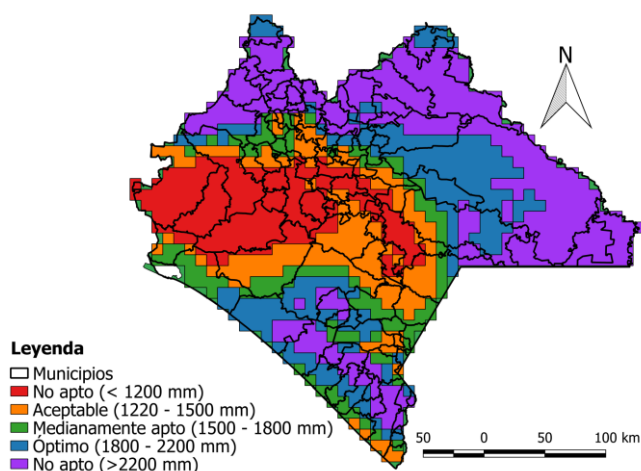 N
Leyenda
Municipios
No apto (< 1200 mm)
Aceptable (1220 - 1500 mm)
Medianamente apto (1500 - 1800 mm)
Óptimo (1800 - 2200 mm)
No apto (>2200 mm)
50 0 50 100 km